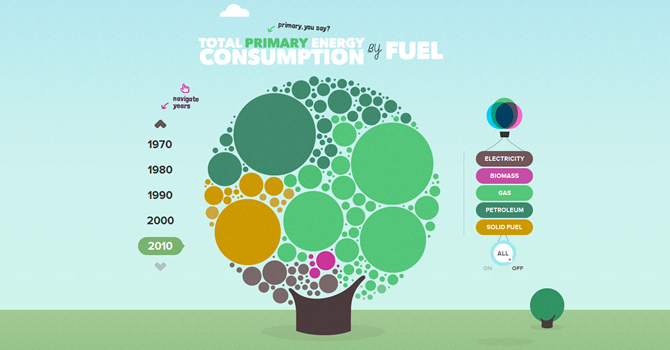 primary, you say?
TOTAL PRIMARY ENERGY
CONSUMPTION by FUEL
navigate
years
1970
1980
1990
2000
2010
ELECTRICITY
BIOMASS
GAS
PETROLEUM
SOLID FUEL
ALL
ON OFF